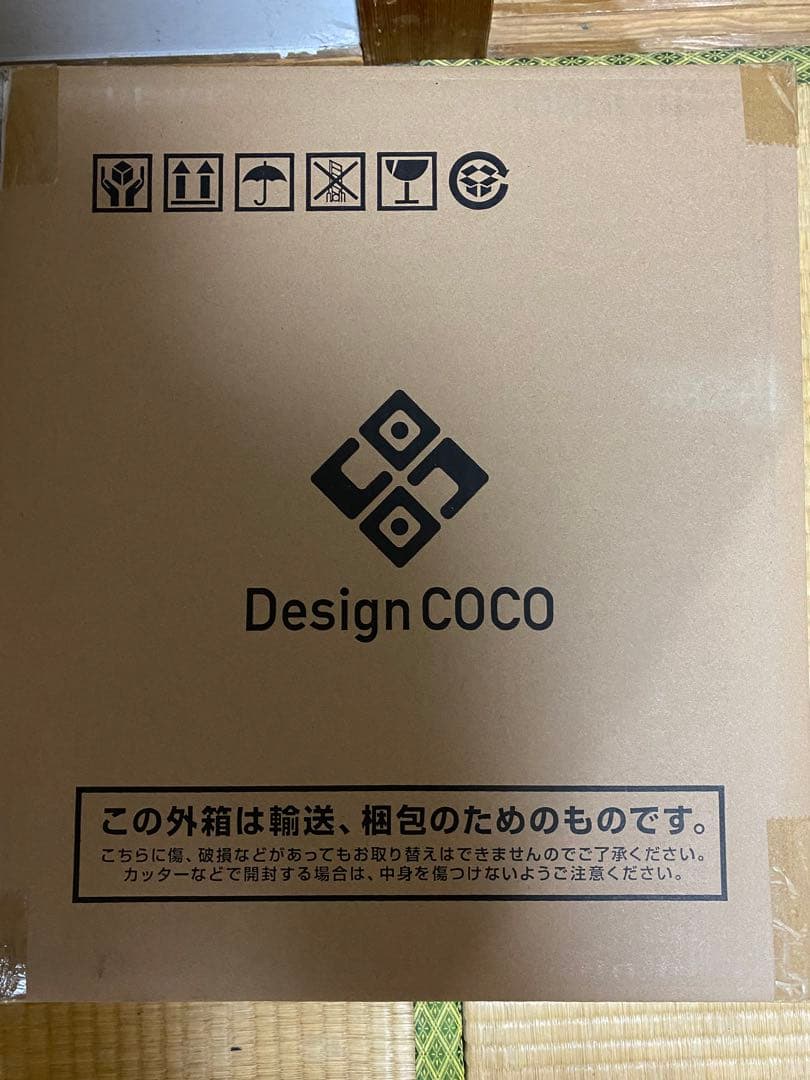 Design COCO
この外箱は輸送、梱包のためのものです。
こちらに傷、破損などがあってもお取り替えはできませんのでご了承ください。
カッターなどで開封する場合は、中身を傷つけないようご注意ください。